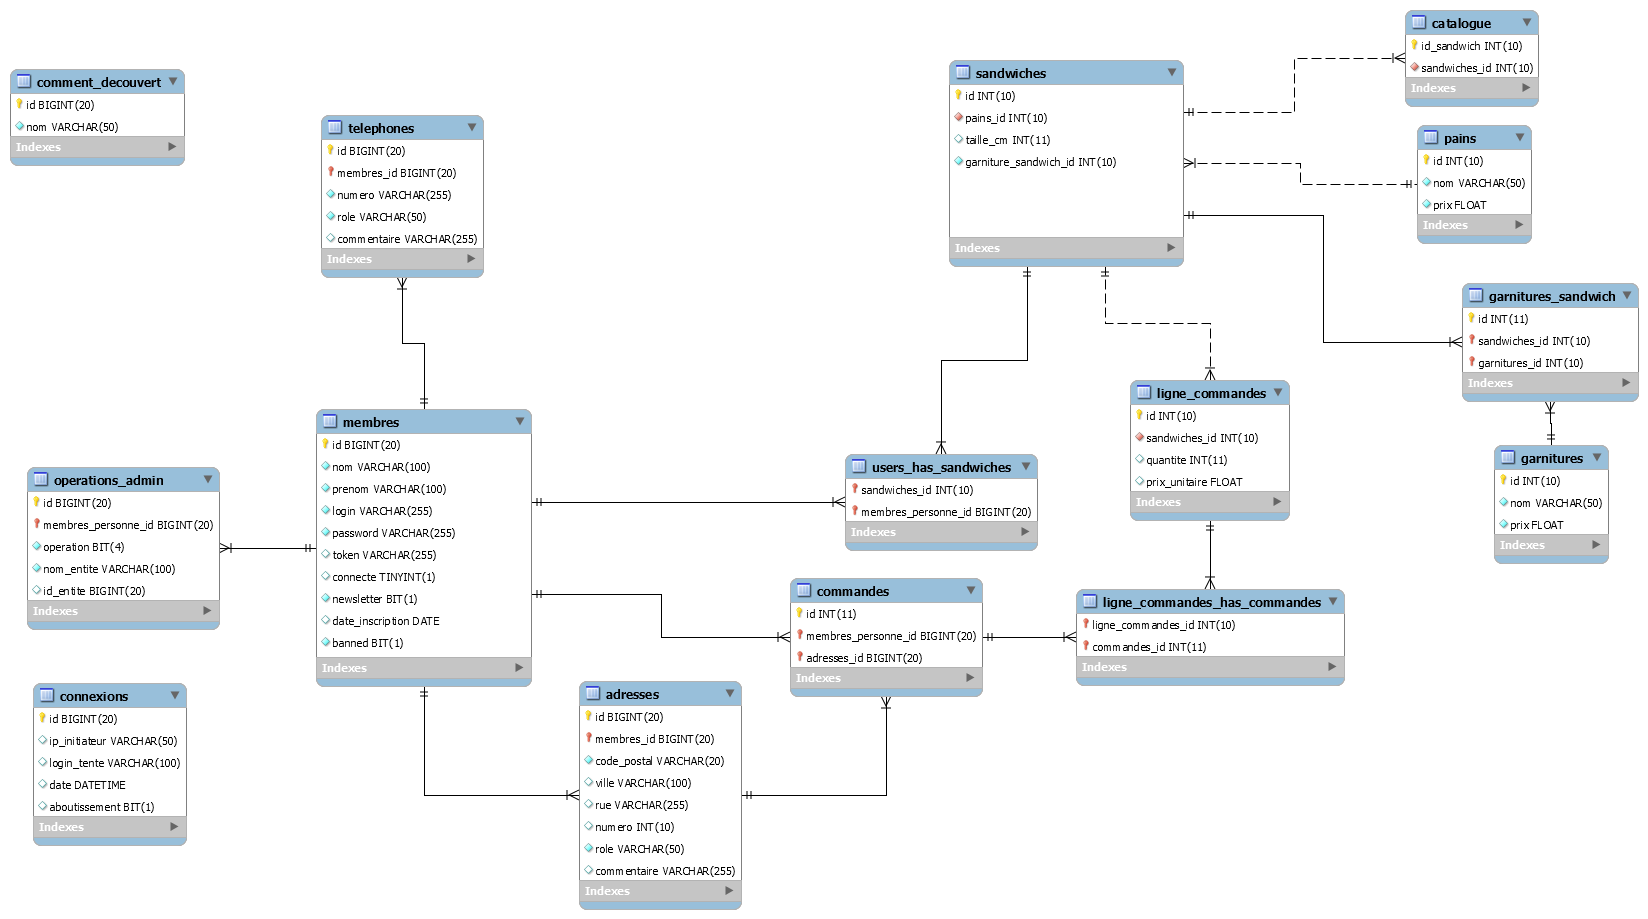 comment_decouvert
id BIGINT(20)
nom VARCHAR(50)
Indexes
telephones
id BIGINT(20)
membres_id BIGINT(20)
numero VARCHAR(255)
role VARCHAR(50)
commentaire VARCHAR(255)
Indexes
sandwiches
id INT(10)
pains_id INT(10)
taille_cm INT(11)
garniture_sandwich_id INT(10)
Indexes
catalogue
id_sandwich INT(10)
sandwiches_id INT(10)
Indexes
pains
id INT(10)
nom VARCHAR(50)
prix FLOAT
Indexes
garnitures_sandwich
id INT(11)
sandwiches_id INT(10)
garnitures_id INT(10)
Indexes
garnitures
id INT(10)
nom VARCHAR(50)
prix FLOAT
Indexes
ligne_commandes
id INT(10)
sandwiches_id INT(10)
quantite INT(11)
prix_unitaire FLOAT
Indexes
users_has_sandwiches
sandwiches_id INT(10)
membres_personne_id BIGINT(20)
Indexes
membres
id BIGINT(20)
nom VARCHAR(100)
prenom VARCHAR(100)
login VARCHAR(255)
password VARCHAR(255)
token VARCHAR(255)
connecte TINYINT(1)
newsletter BIT(1)
date_inscription DATE
banned BIT(1)
Indexes
operations_admin
id BIGINT(20)
membres_personne_id BIGINT(20)
operation BIT(4)
nom_entite VARCHAR(100)
id_entite BIGINT(20)
Indexes
commandes
id INT(11)
membres_personne_id BIGINT(20)
adresses_id BIGINT(20)
Indexes
ligne_commandes_has_commandes
ligne_commandes_id INT(10)
commandes_id INT(11)
Indexes
connexions
id BIGINT(20)
ip_initiateur VARCHAR(50)
login_tente VARCHAR(100)
date DATETIME
aboutissement BIT(1)
Indexes
adresses
id BIGINT(20)
membres_id BIGINT(20)
code_postal VARCHAR(20)
ville VARCHAR(100)
rue VARCHAR(255)
numero INT(10)
role VARCHAR(50)
commentaire VARCHAR(255)
Indexes